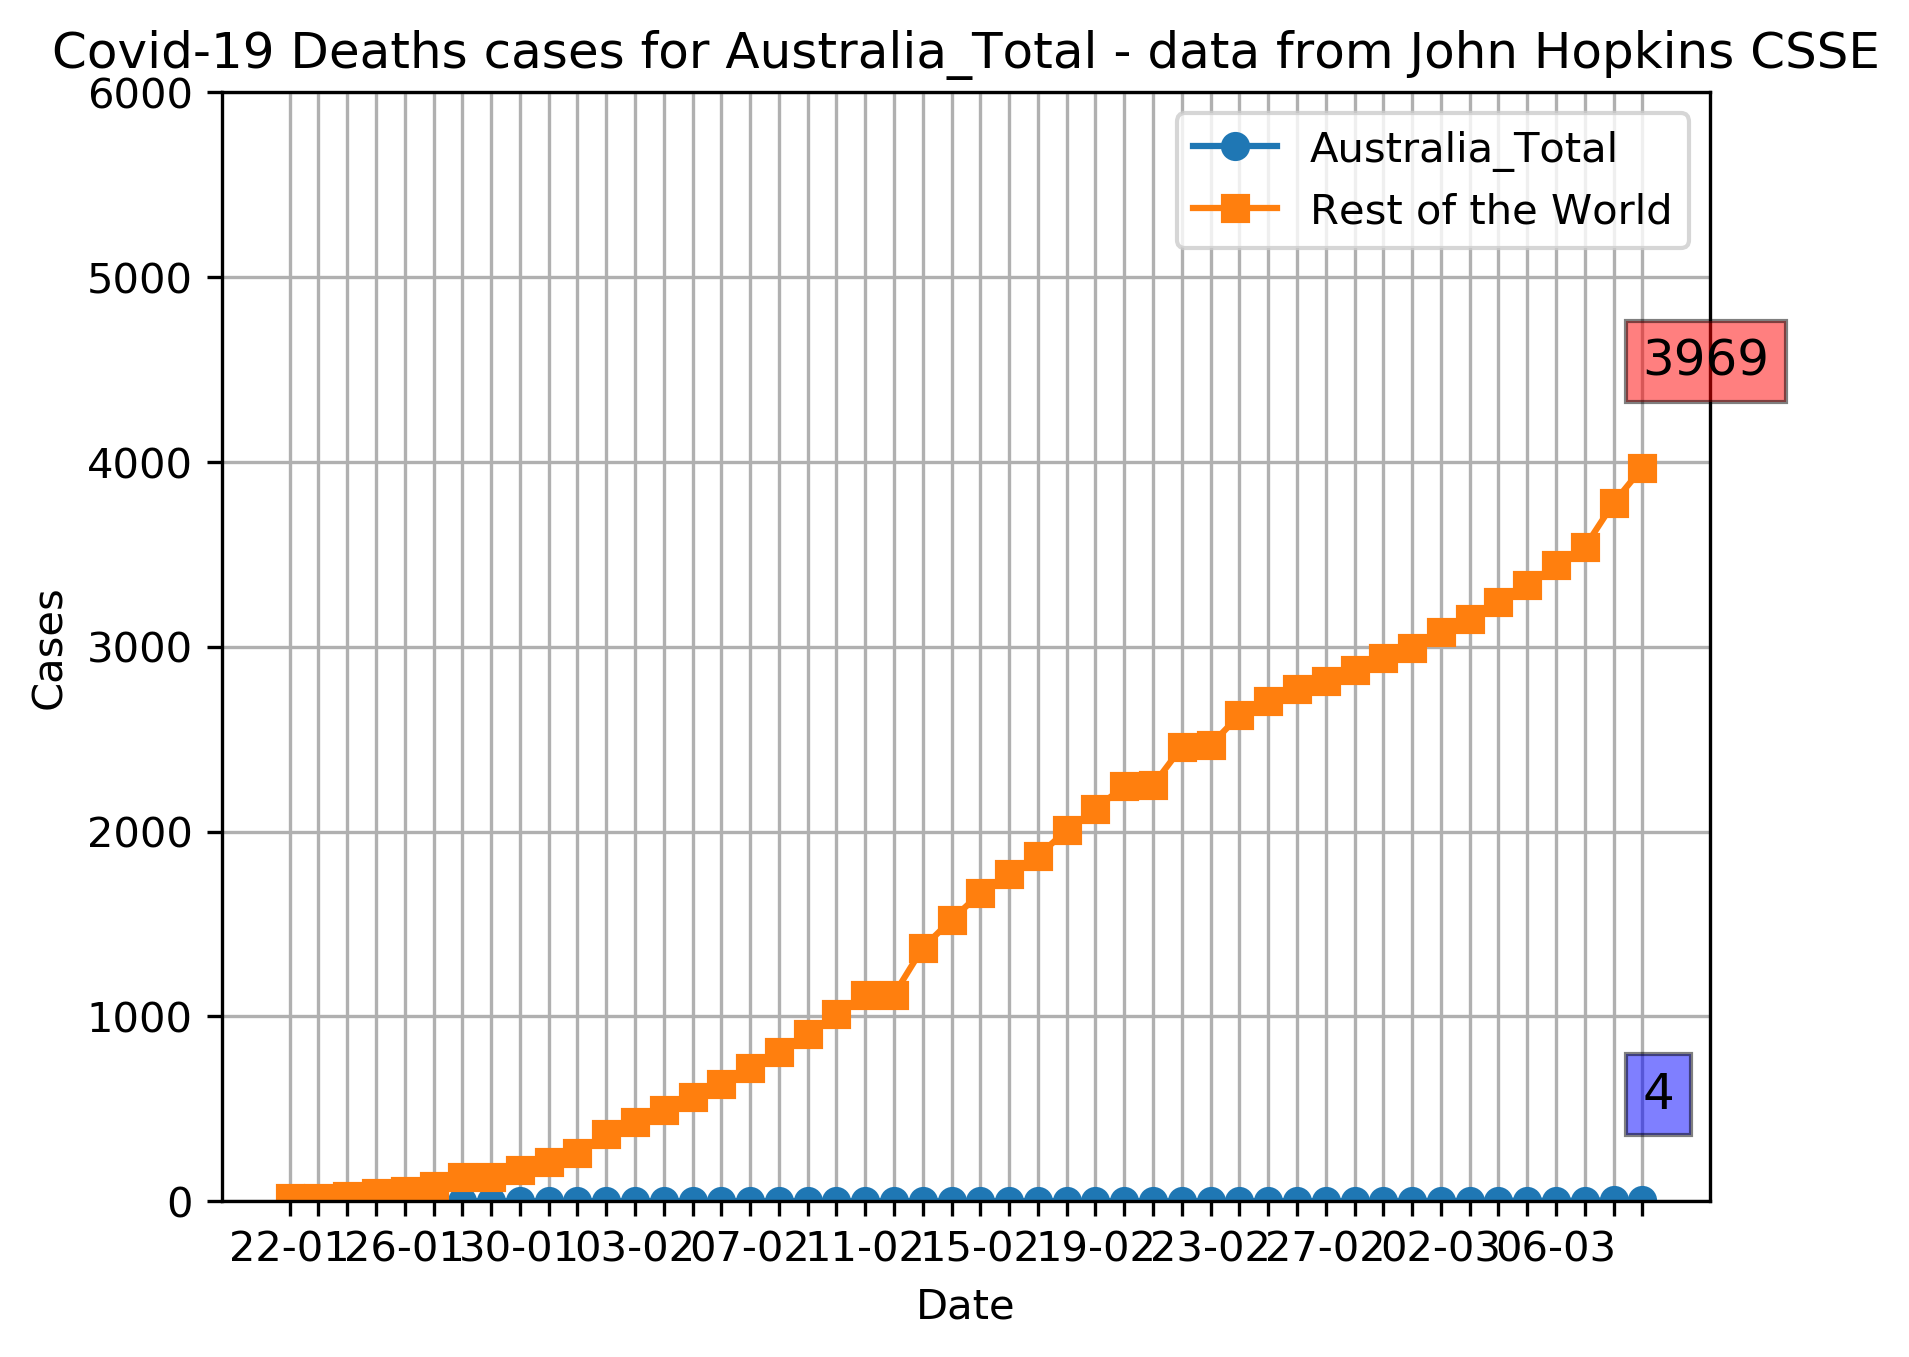 Covid-19 Deaths cases for Australia_Total - data from John Hopkins CSSE
6000
5000
4000
3000
2000
1000
0
Cases
Australia_Total
Rest of the World
3969
4
22-01 26-01 30-01 03-02 07-02 11-02 15-02 19-02 23-02 27-02 02-03 06-03
Date